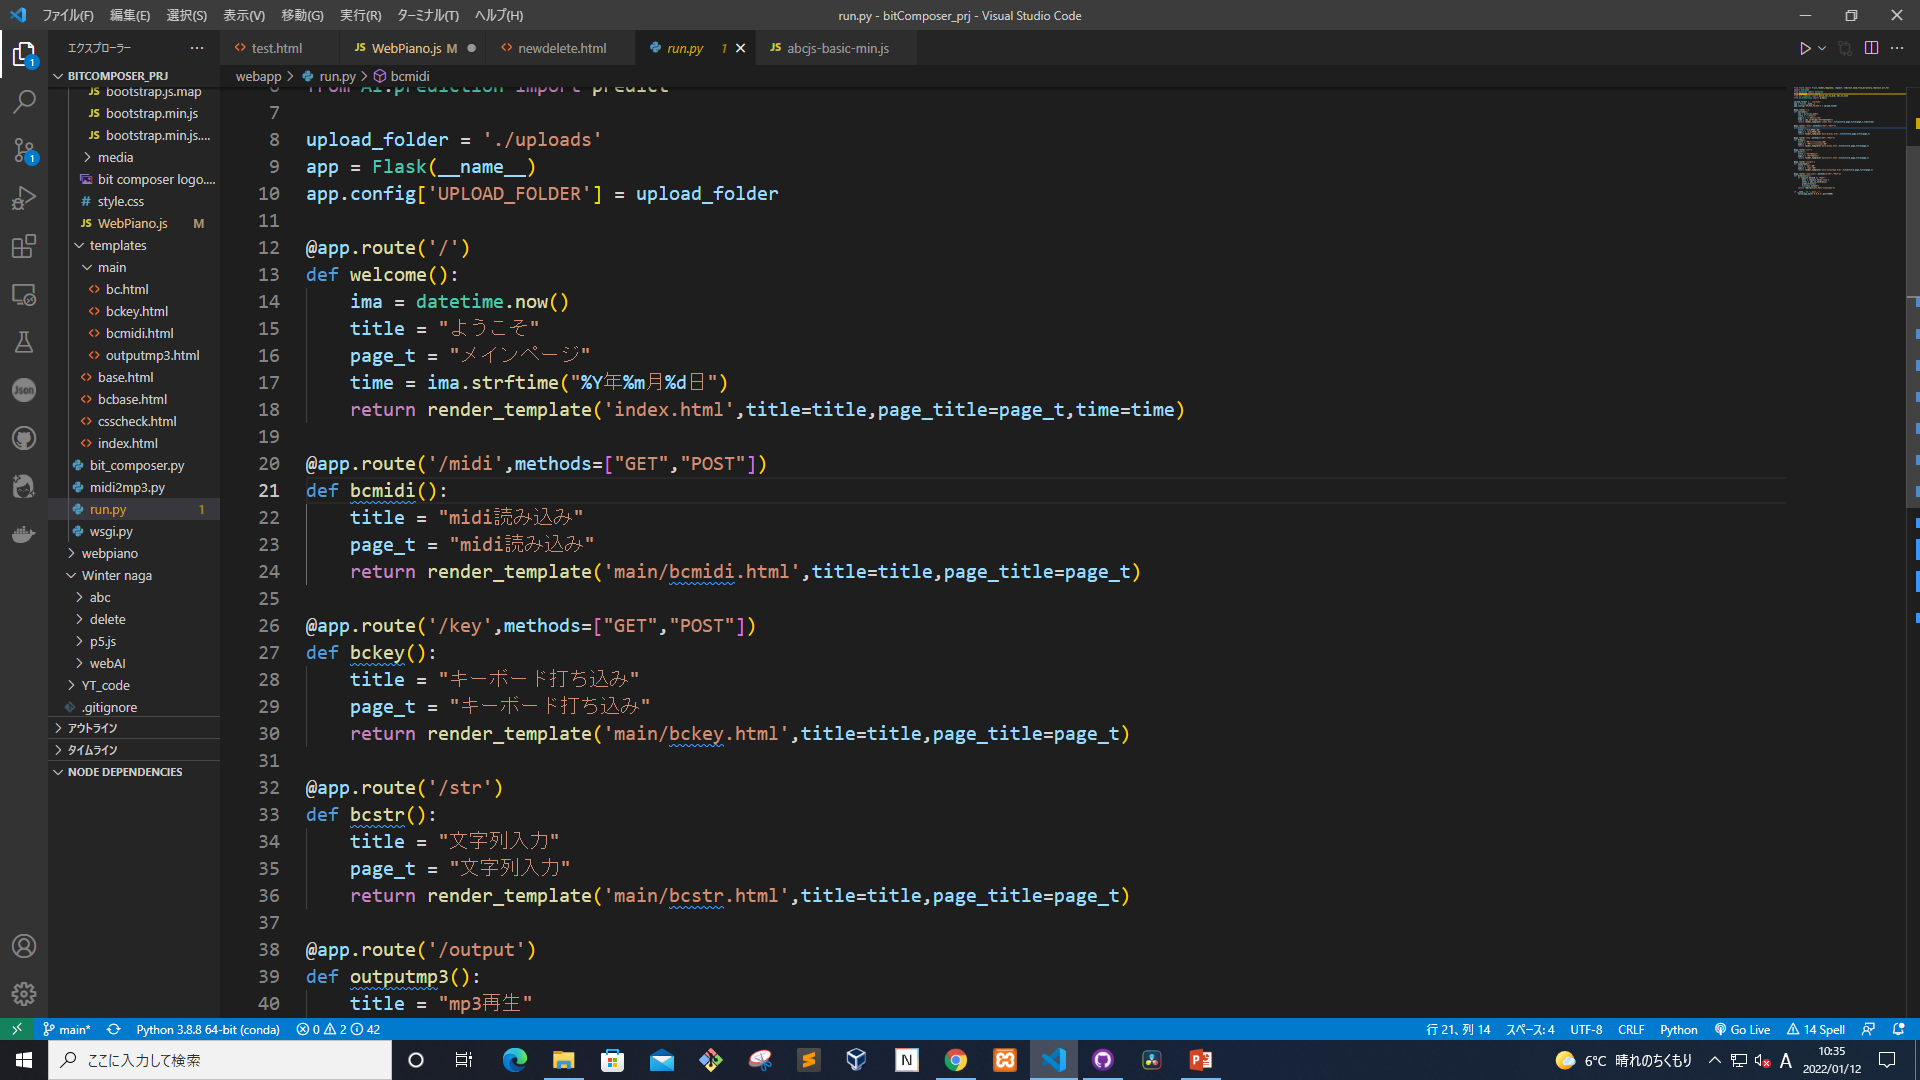 ファイル(F) 編集(E) 選択(S) 表示(V) 移動(G) 実行(R) ターミナル(T) ヘルプ(H)
run.py - bitComposer_prj - Visual Studio Code
エクスプローラー
test.html
WebPiano.js M
newdelete.html
run.py 1
abcjs-basic-min.js
webapp > run.py > bcmidi
BITCOMPOSER_PRJ
bootstrap.js.map
bootstrap.min.js
bootstrap.min.js....
media
bit composer logo....
style.css
WebPiano.js M
templates
main
bc.html
bckey.html
bcmidi.html
outputmp3.html
base.html
bcbase.html
csscheck.html
index.html
bit_composer.py
midi2mp3.py
run.py 1
wsgi.py
webpiano
Winter naga
abc
delete
p5.js
webAI
YT_code
.gitignore
アウトライン
タイムライン
NODE DEPENDENCIES
6 from AI.prediction import predict
7
8 upload_folder = './uploads'
9 app = Flask(__name__)
10 app.config['UPLOAD_FOLDER'] = upload_folder
11
12 @app.route('/')
13 def welcome():
14 ima = datetime.now()
15 title = "ようこそ"
16 page_t = "メインページ"
17 time = ima.strftime("%Y年%m月%d日")
18 return render_template('index.html',title=title,page_title=page_t,time=time)
19
20 @app.route('/midi',methods=["GET","POST"])
21 def bcmidi():
22 title = "midi読み込み"
23 page_t = "midi読み込み"
24 return render_template('main/bcmidi.html',title=title,page_title=page_t)
25
26 @app.route('/key',methods=["GET","POST"])
27 def bckey():
28 title = "キーボード打ち込み"
29 page_t = "キーボード打ち込み"
30 return render_template('main/bckey.html',title=title,page_title=page_t)
31
32 @app.route('/str')
33 def bcstr():
34 title = "文字列入力"
35 page_t = "文字列入力"
36 return render_template('main/bcstr.html',title=title,page_title=page_t)
37
38 @app.route('/output')
39 def outputmp3():
40 title = "mp3再生"
main* Python 3.8.8 64-bit (conda) 0 2 42
行 21、列 14 スペース: 4 UTF-8 CRLF Python Go Live 14 Spell
ここに入力して検索
6°C 晴れのちくもり A
10:35
2022/01/12